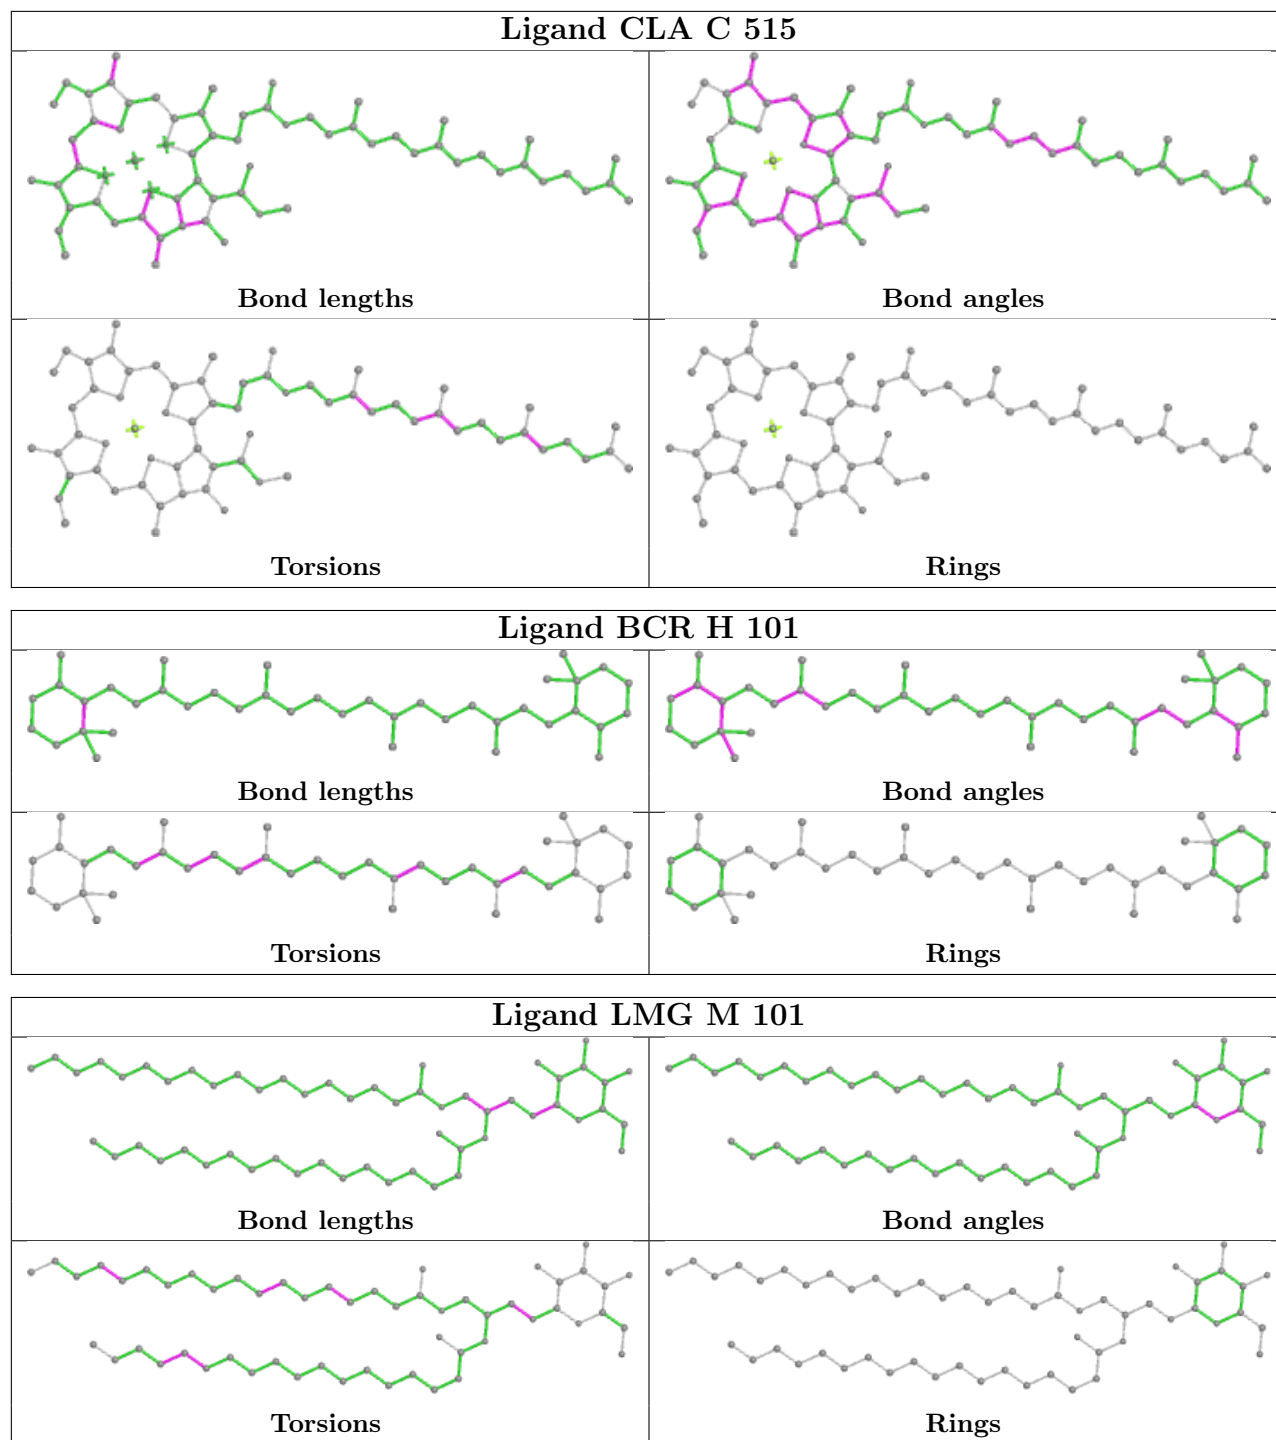 Ligand CLA C 515
Bond lengths
Bond angles
Torsions
Rings
Ligand BCR H 101
Bond lengths
Bond angles
Torsions
Rings
Ligand LMG M 101
Bond lengths
Bond angles
Torsions
Rings